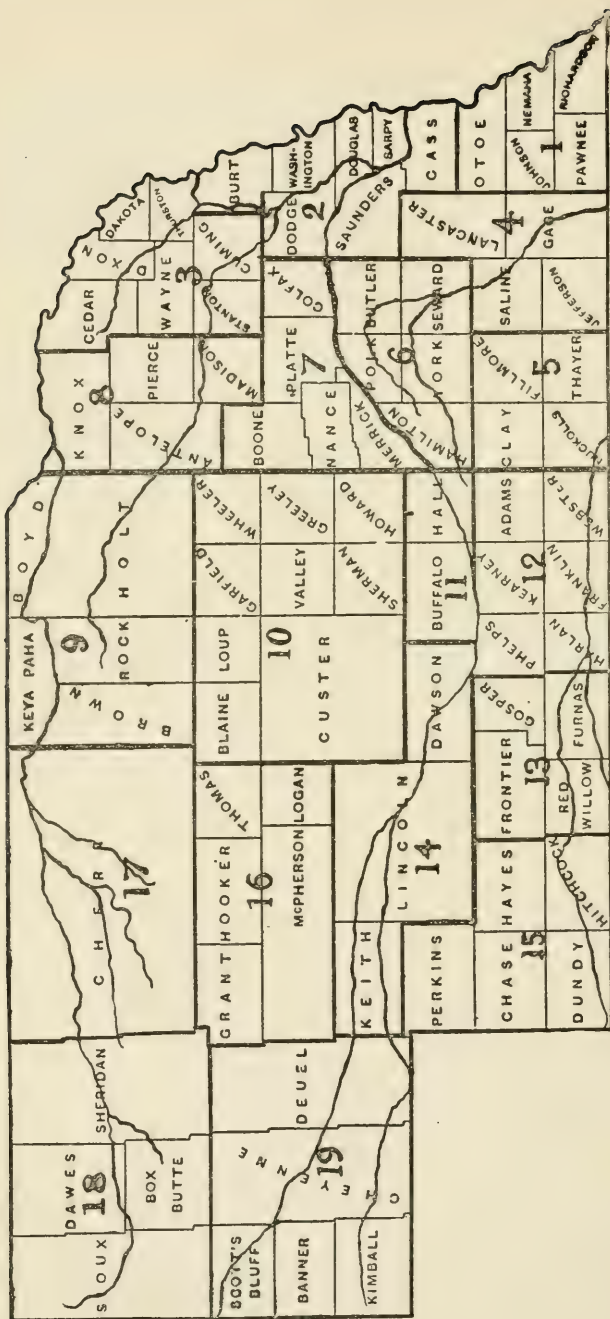 SIOUX
DAWES
18
BOX
BUTTE
SHERIDAN
CHERR
17
KEYA PAHA
BROWN
ROCK
9
BOYD
HOLT
KNOX
8
ANTELOPE
PIERCE
MADISON
CEDAR
DIXON
DAKOTA
THURSTON
WAYNE
3
STANTON
CUMING
BURT
SCOTT'S
BLUFF
BANNER
KIMBALL
CHEYENNE
19
DEUEL
GRANT
HOOKER
THOMAS
16
MCPHERSON
LOGAN
KEITH
LINCOLN
14
PERKINS
BLAINE
LOUP
GARFIELD
WHEELER
10
CUSTER
VALLEY
GREELEY
SHERMAN
HOWARD
BOONE
PLATTE
7
NANCE
MERRICK
COLFAX
DODGE
2
WASH-
INGTON
DOUGLAS
SARPY
SAUNDERS
CASS
POLK
BUTLER
6
HAMILTON
YORK
SEWARD
LANCASTER
4
GAGE
OTOE
JOHNSON
NEMAHA
1
PAWNEE
RICHARDSON
DAWSON
BUFFALO
11
HALL
CHASE
15
HAYES
FRONTIER
13
GOSPER
PHELPS
KEARNEY
12
ADAMS
CLAY
FILLMORE
5
SALINE
DUNDY
HITCHCOCK
RED
WILLOW
FURNAS
HARLAN
FRANKLIN
WEBSTER
NUCKOLLS
THAYER
JEFFERSON